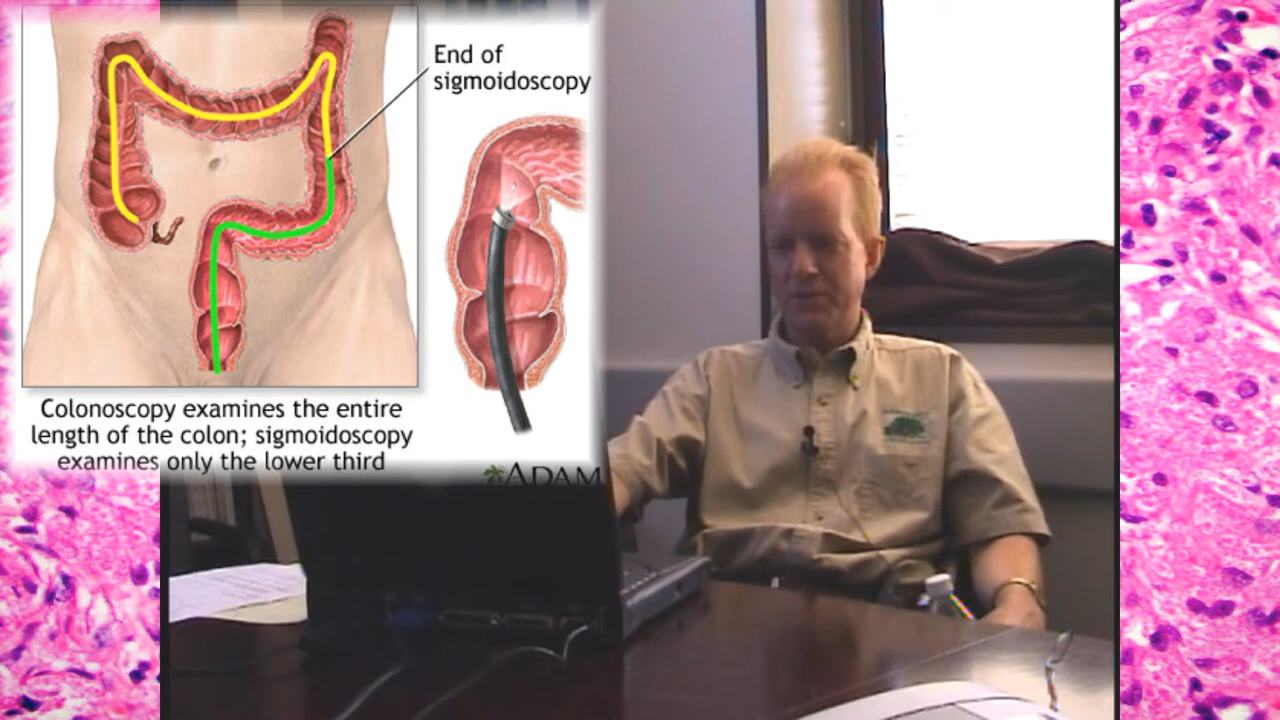 End of
sigmoidoscopy
Colonoscopy examines the entire
length of the colon; sigmoidoscopy
examines only the lower third
ADAM